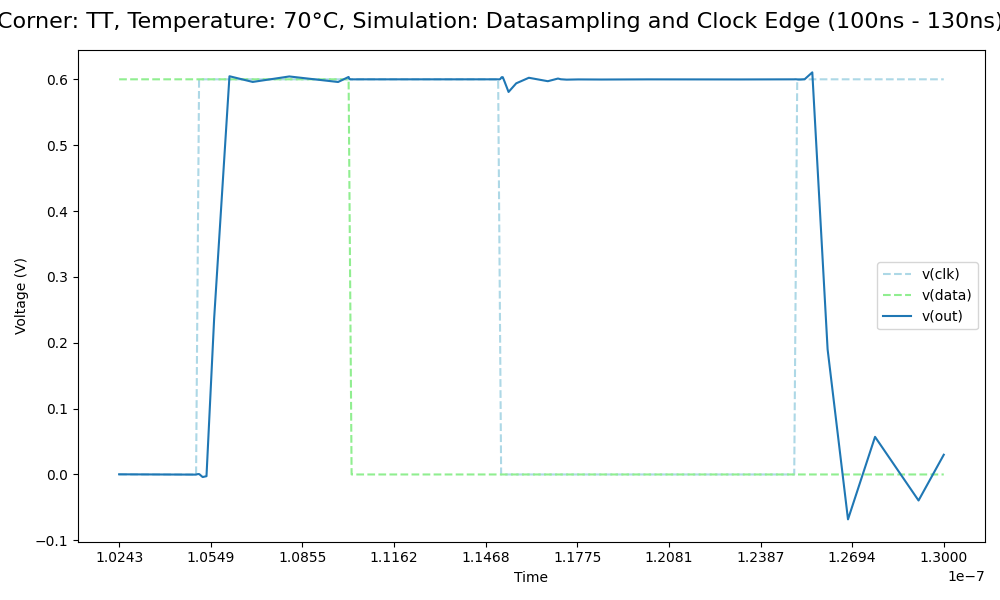 Corner: TT, Temperature: 70°C, Simulation: Datasampling and Clock Edge (100ns - 130ns)
0.6
0.5
0.4
0.3
0.2
0.1
0.0
−0.1
Voltage (V)
v(clk)
v(data)
v(out)
1.0243 1.0549 1.0855 1.1162 1.1468 1.1775 1.2081 1.2387 1.2694 1.3000
1e−7
Time